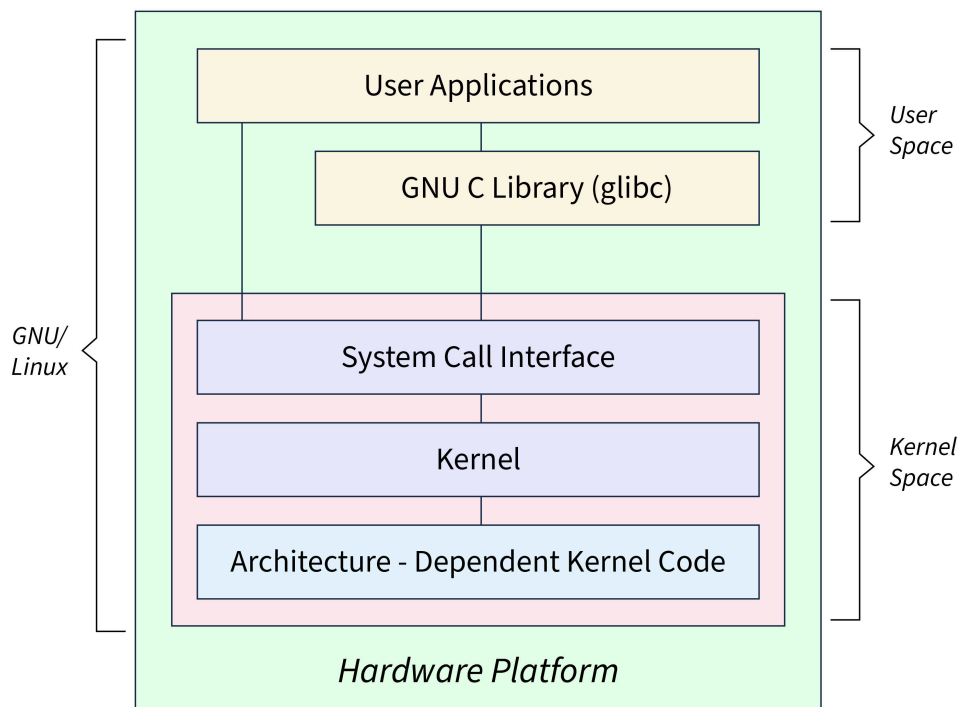 User Applications
User
Space
GNU C Library (glibc)
GNU/
Linux
System Call Interface
Kernel
Kernel
Space
Architecture - Dependent Kernel Code
Hardware Platform